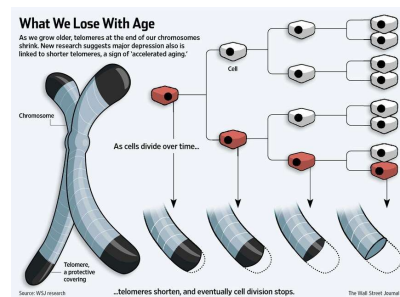 What We Lose With Age
As we grow older, telomeres at the end of our chromosomes
shrink. New research suggests major depression also is
linked to shorter telomeres, a sign of 'accelerated aging.'
Cell
Chromosome
As cells divide over time...
Telomere,
a protective
covering
...telomeres shorten, and eventually cell division stops.
Source: WSJ research
The Wall Street Journal